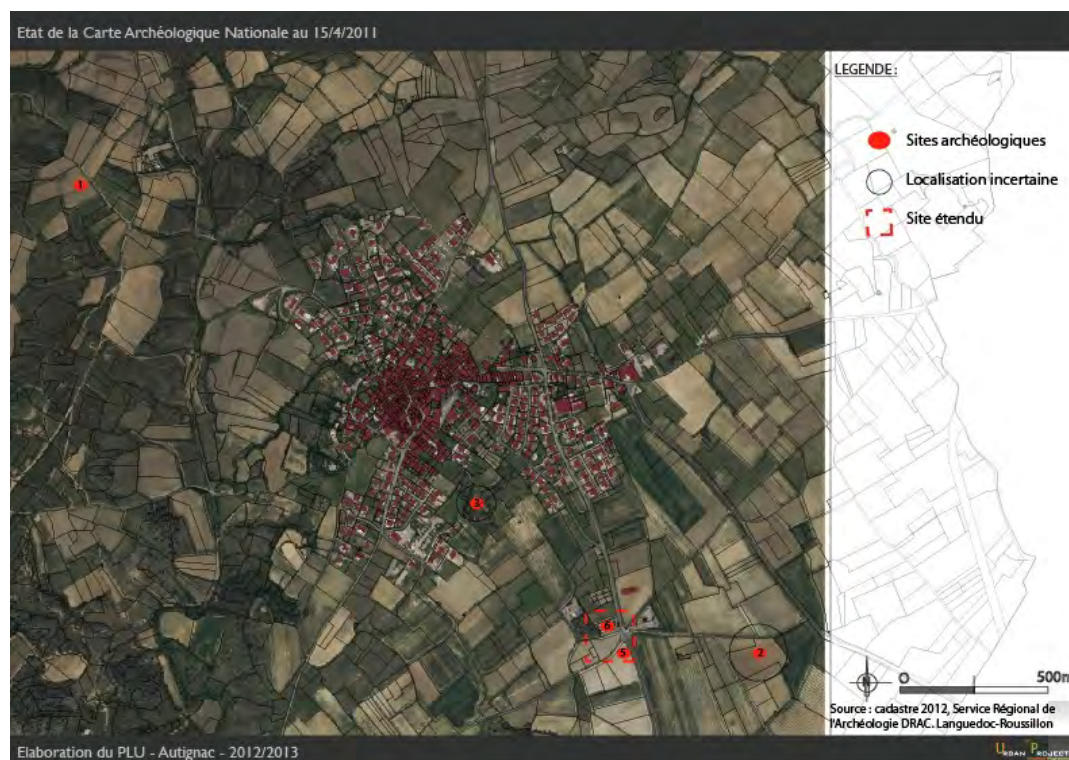 Etat de la Carte Archéologique Nationale au 15/4/2011
LEGENDE :
Sites archéologiques
Localisation incertaine
Site étendu
1
3
6
5
2
N
0
500m
Source : cadastre 2012, Service Régional de
l'Archéologie DRAC. Languedoc-Roussillon
Elaboration du PLU - Autignac - 2012/2013
URBAN PROJECT